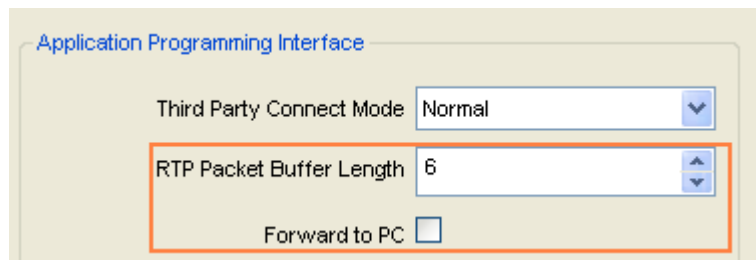 Application Programming Interface
Third Party Connect Mode Normal
RTP Packet Buffer Length 6
Forward to PC